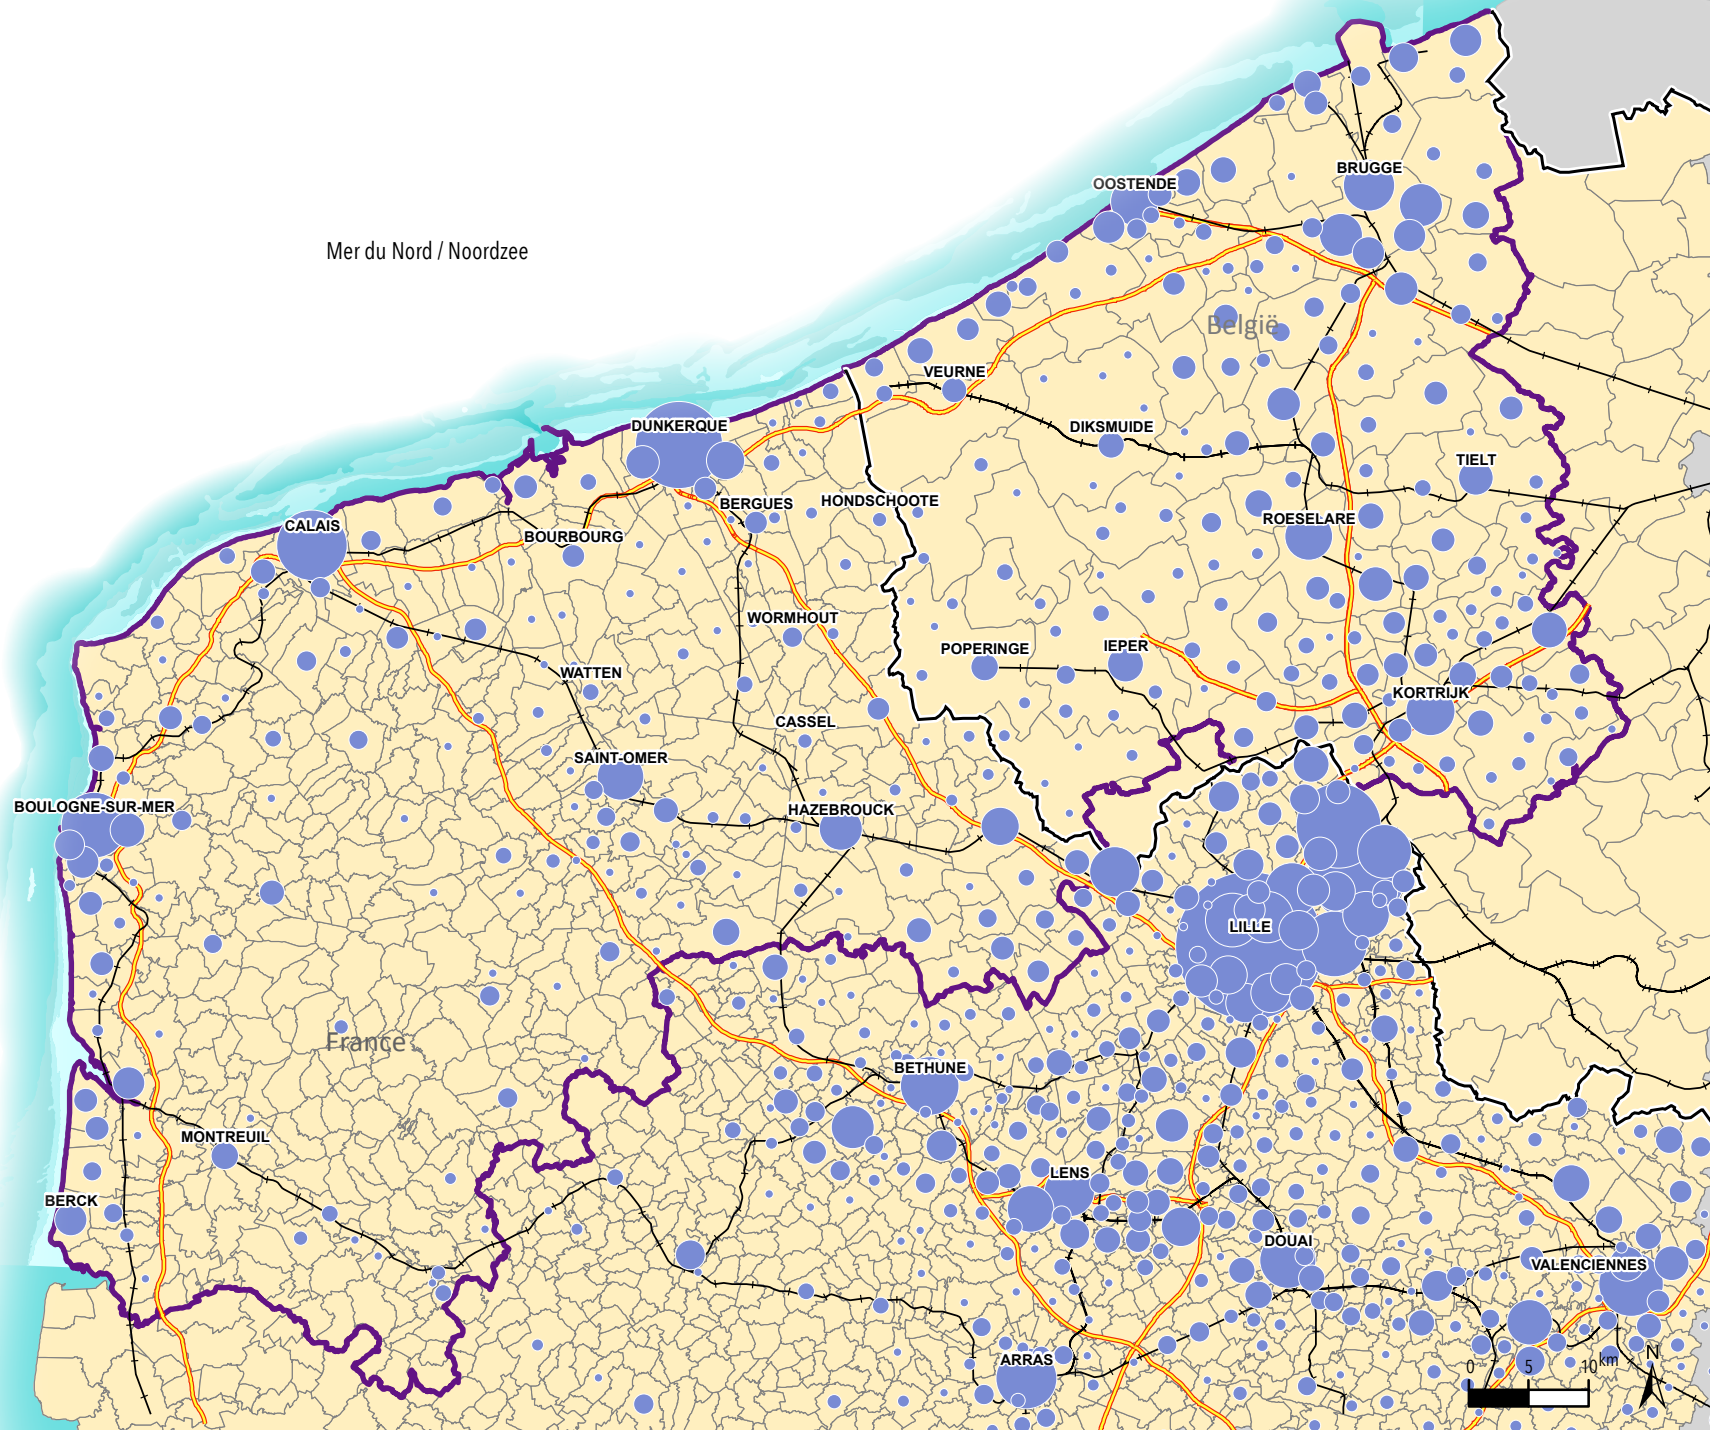 BRUGGE
OOSTENDE
Mer du Nord / Noordzee
België
VEURNE
DUNKERQUE
DIKSMUIDE
TIELT
HONDSCHOOTE
BERGUES
ROESELARE
CALAIS
BOURBOURG
WORMHOUT
POPERINGE
IEPER
WATTEN
KORTRIJK
CASSEL
SAINT-OMER
BOULOGNE-SUR-MER
HAZEBROUCK
LILLE
France
BETHUNE
MONTREUIL
LENS
BERCK
DOUAI
VALENCIENNES
ARRAS
N
0 5 10 km